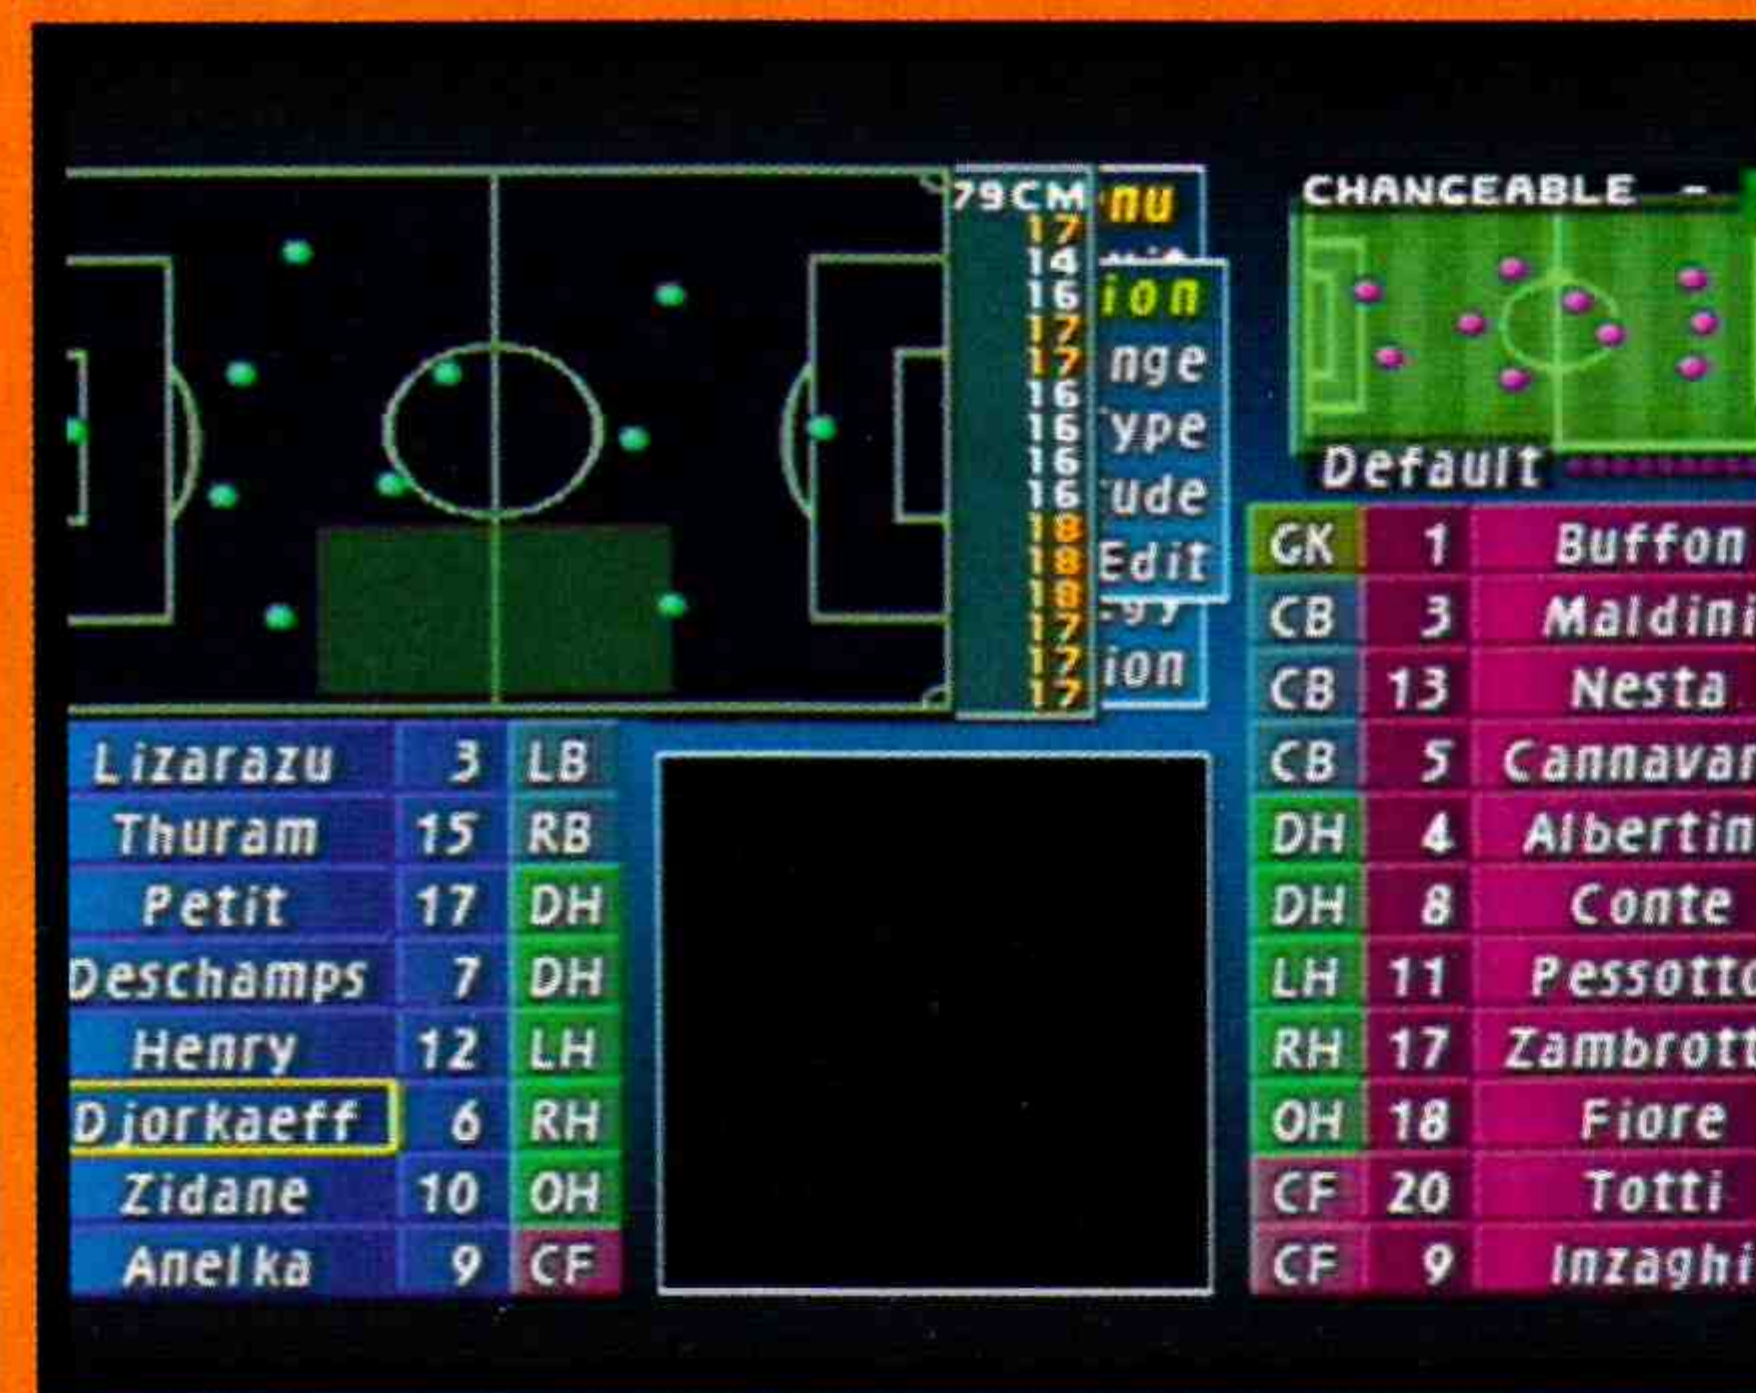 79CM
17
14
16
17
17
16
16
16
16
18
18
18
17
17
17
nu
ion
nge
ype
ude
Edit
egy
ion
CHANGEABLE -
Default
Lizarazu 3 LB
Thuram 15 RB
Petit 17 DH
Deschamps 7 DH
Henry 12 LH
Djorkaeff 6 RH
Zidane 10 OH
Anelka 9 CF
GK 1 Buffon
CB 3 Maldini
CB 13 Nesta
CB 5 Cannavar
DH 4 Albertin
DH 8 Conte
LH 11 Pessotto
RH 17 Zambrott
OH 18 Fiore
CF 20 Totti
CF 9 Inzaghi